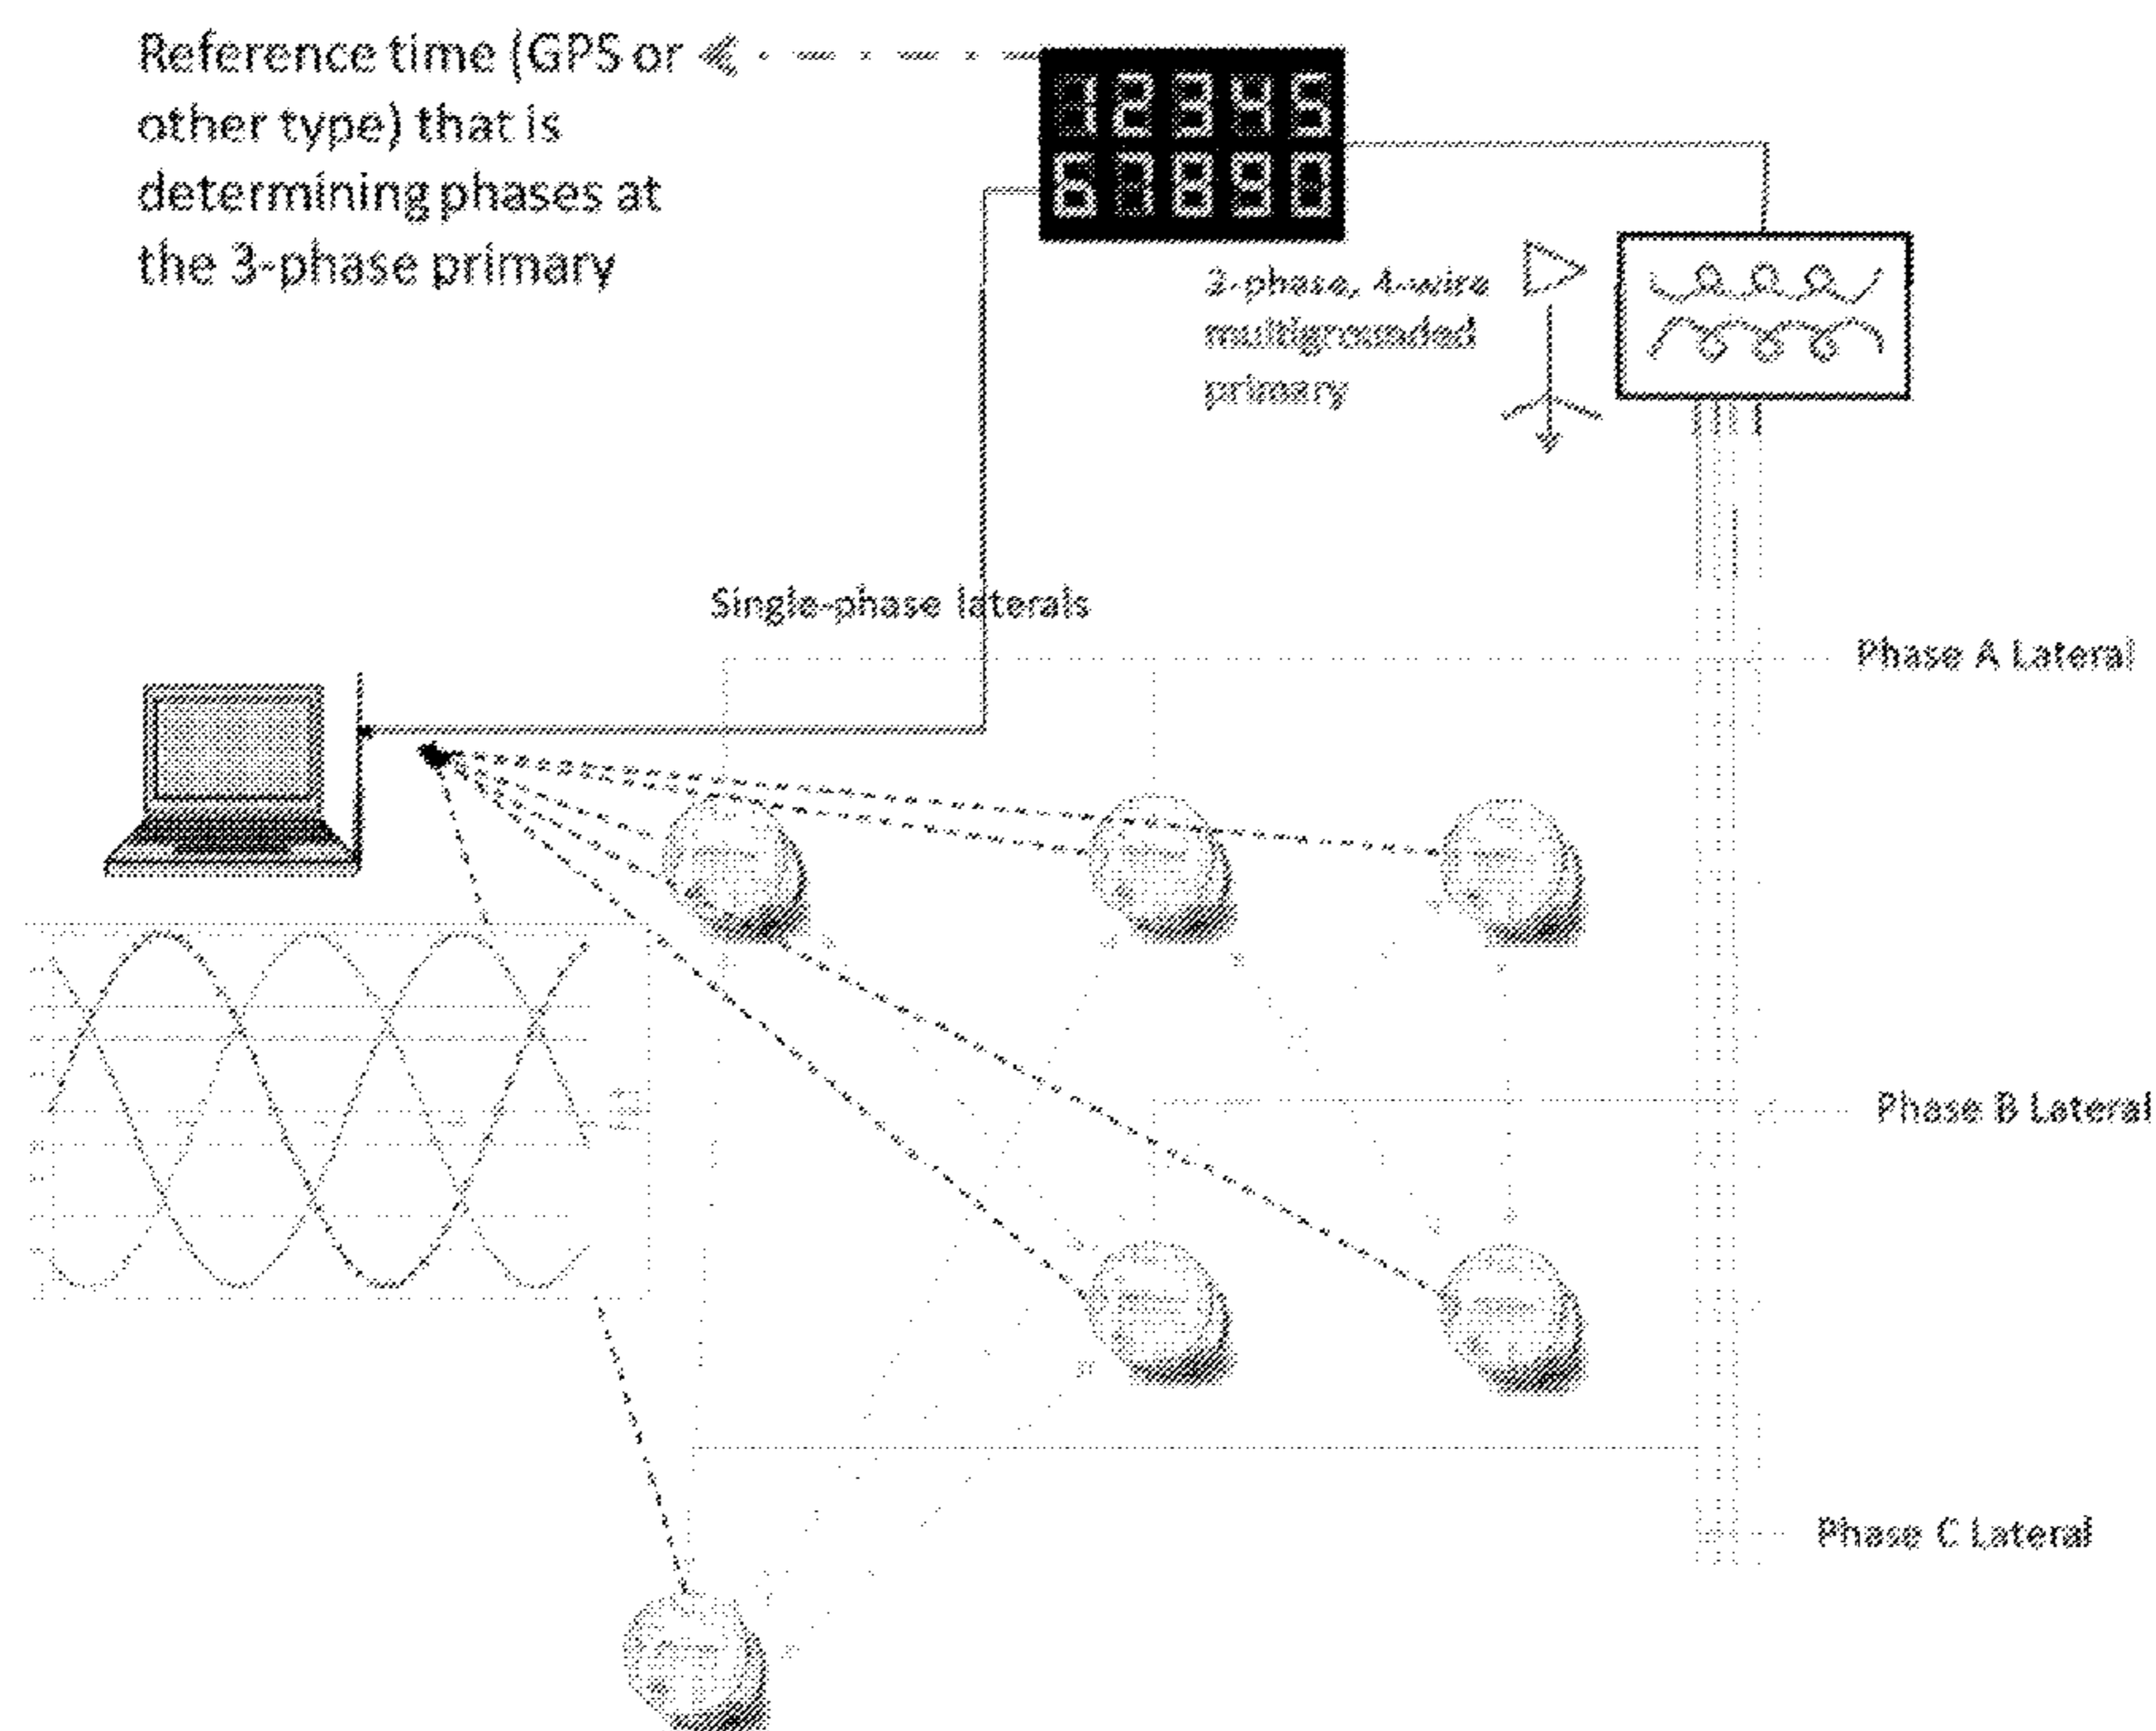 Reference time (GPS or
other type) that is
determining phases at
the 3-phase primary
12345
67890
3-phase, 4-wire
multigrounded
primary
Single-phase laterals
Phase A Lateral
Phase B Lateral
Phase C Lateral